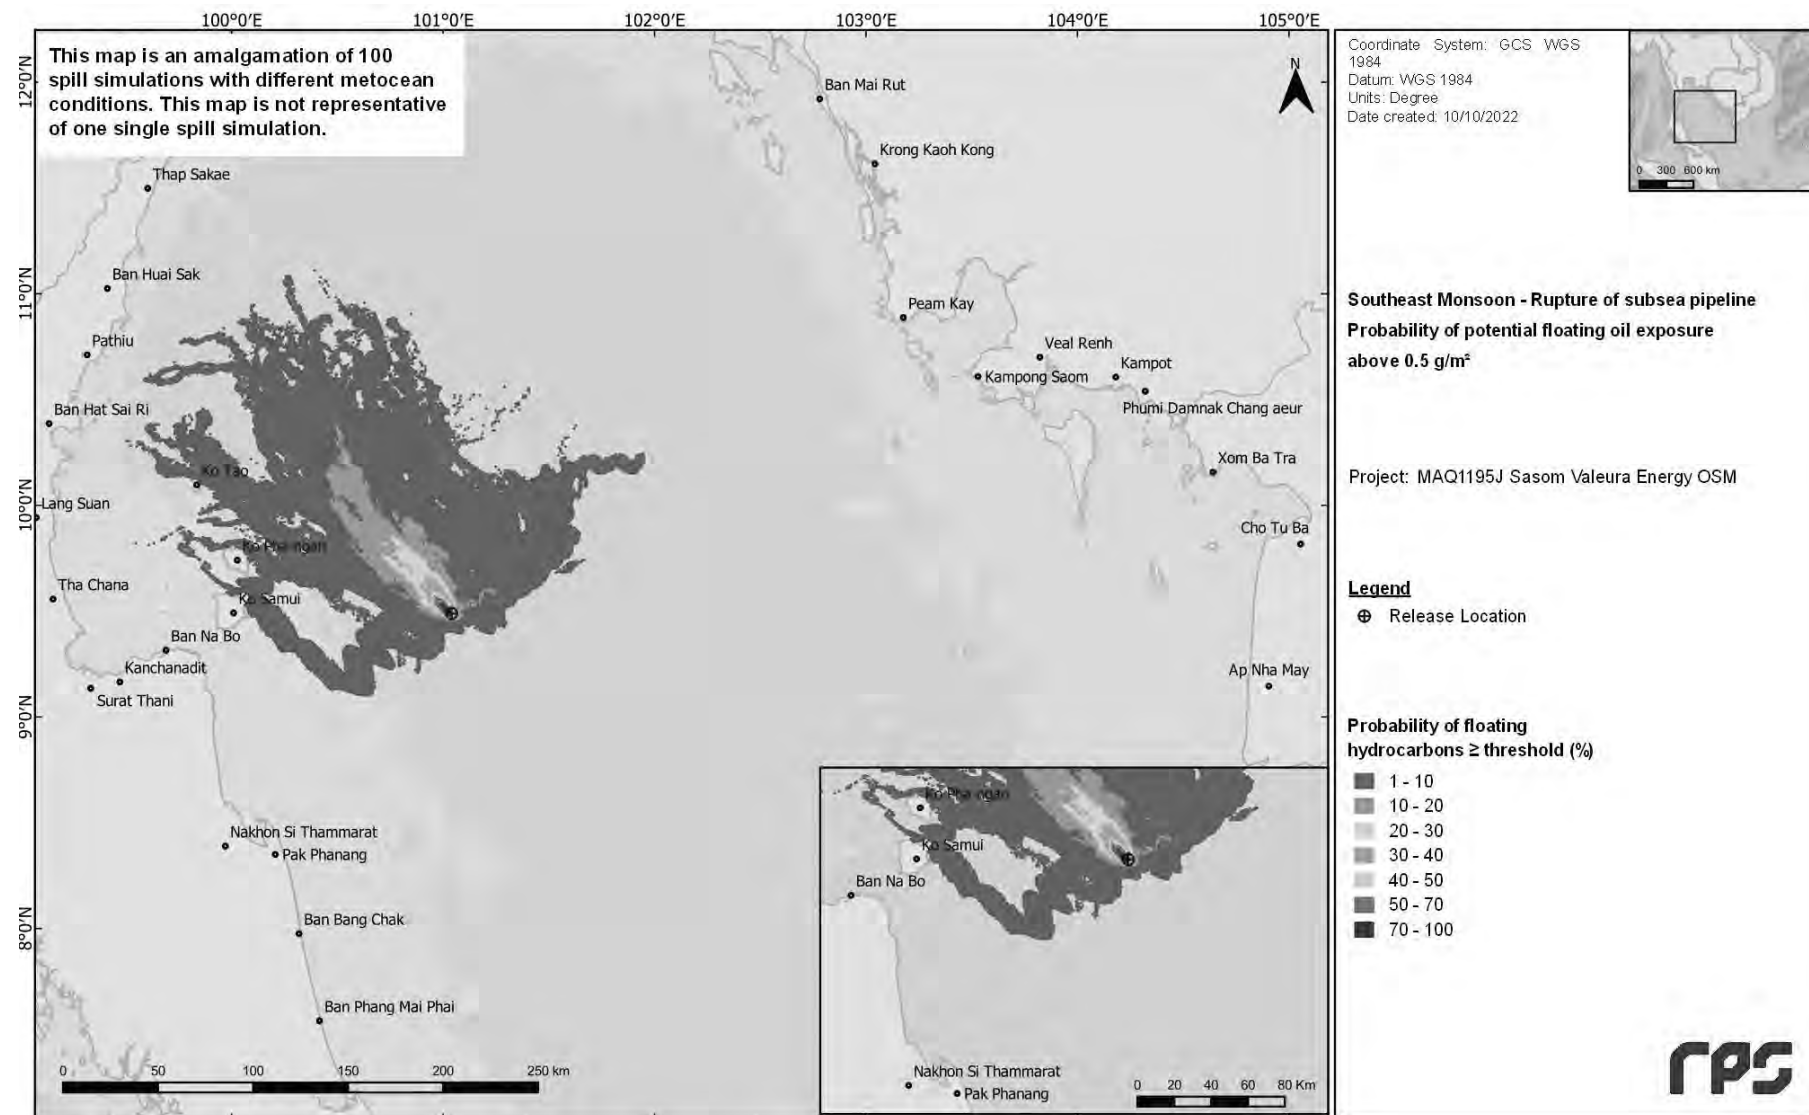 100°0'E 101°0'E 102°0'E 103°0'E 104°0'E 105°0'E
This map is an amalgamation of 100
spill simulations with different metocean
conditions. This map is not representative
of one single spill simulation.
N
12°0'N
11°0'N
10°0'N
9°0'N
8°0'N
Ban Mai Rut
Krong Kaoh Kong
Thap Sakae
Ban Huai Sak
Peam Kay
Pathiu
Veal Renh
Kampot
Kampong Saom
Ban Hat Sai Ri
Phumi Damnak Chang aeur
Ko Tao
Xom Ba Tra
Lang Suan
Cho Tu Ba
Ko Pha-ngan
Tha Chana
Ko Samui
Ban Na Bo
Kanchanadit
Surat Thani
Ap Nha May
Nakhon Si Thammarat
Pak Phanang
Ban Bang Chak
Ban Phang Mai Phai
0 50 100 150 200 250 km
Ko Pha-ngan
Ko Samui
Ban Na Bo
Nakhon Si Thammarat
Pak Phanang
0 20 40 60 80 Km
Coordinate System: GCS WGS
1984
Datum: WGS 1984
Units: Degree
Date created: 10/10/2022
0 300 600 km
Southeast Monsoon - Rupture of subsea pipeline
Probability of potential floating oil exposure
above 0.5 g/m²
Project: MAQ1195J Sasom Valeura Energy OSM
Legend
Release Location
Probability of floating
hydrocarbons ≥ threshold (%)
1 - 10
10 - 20
20 - 30
30 - 40
40 - 50
50 - 70
70 - 100
rps